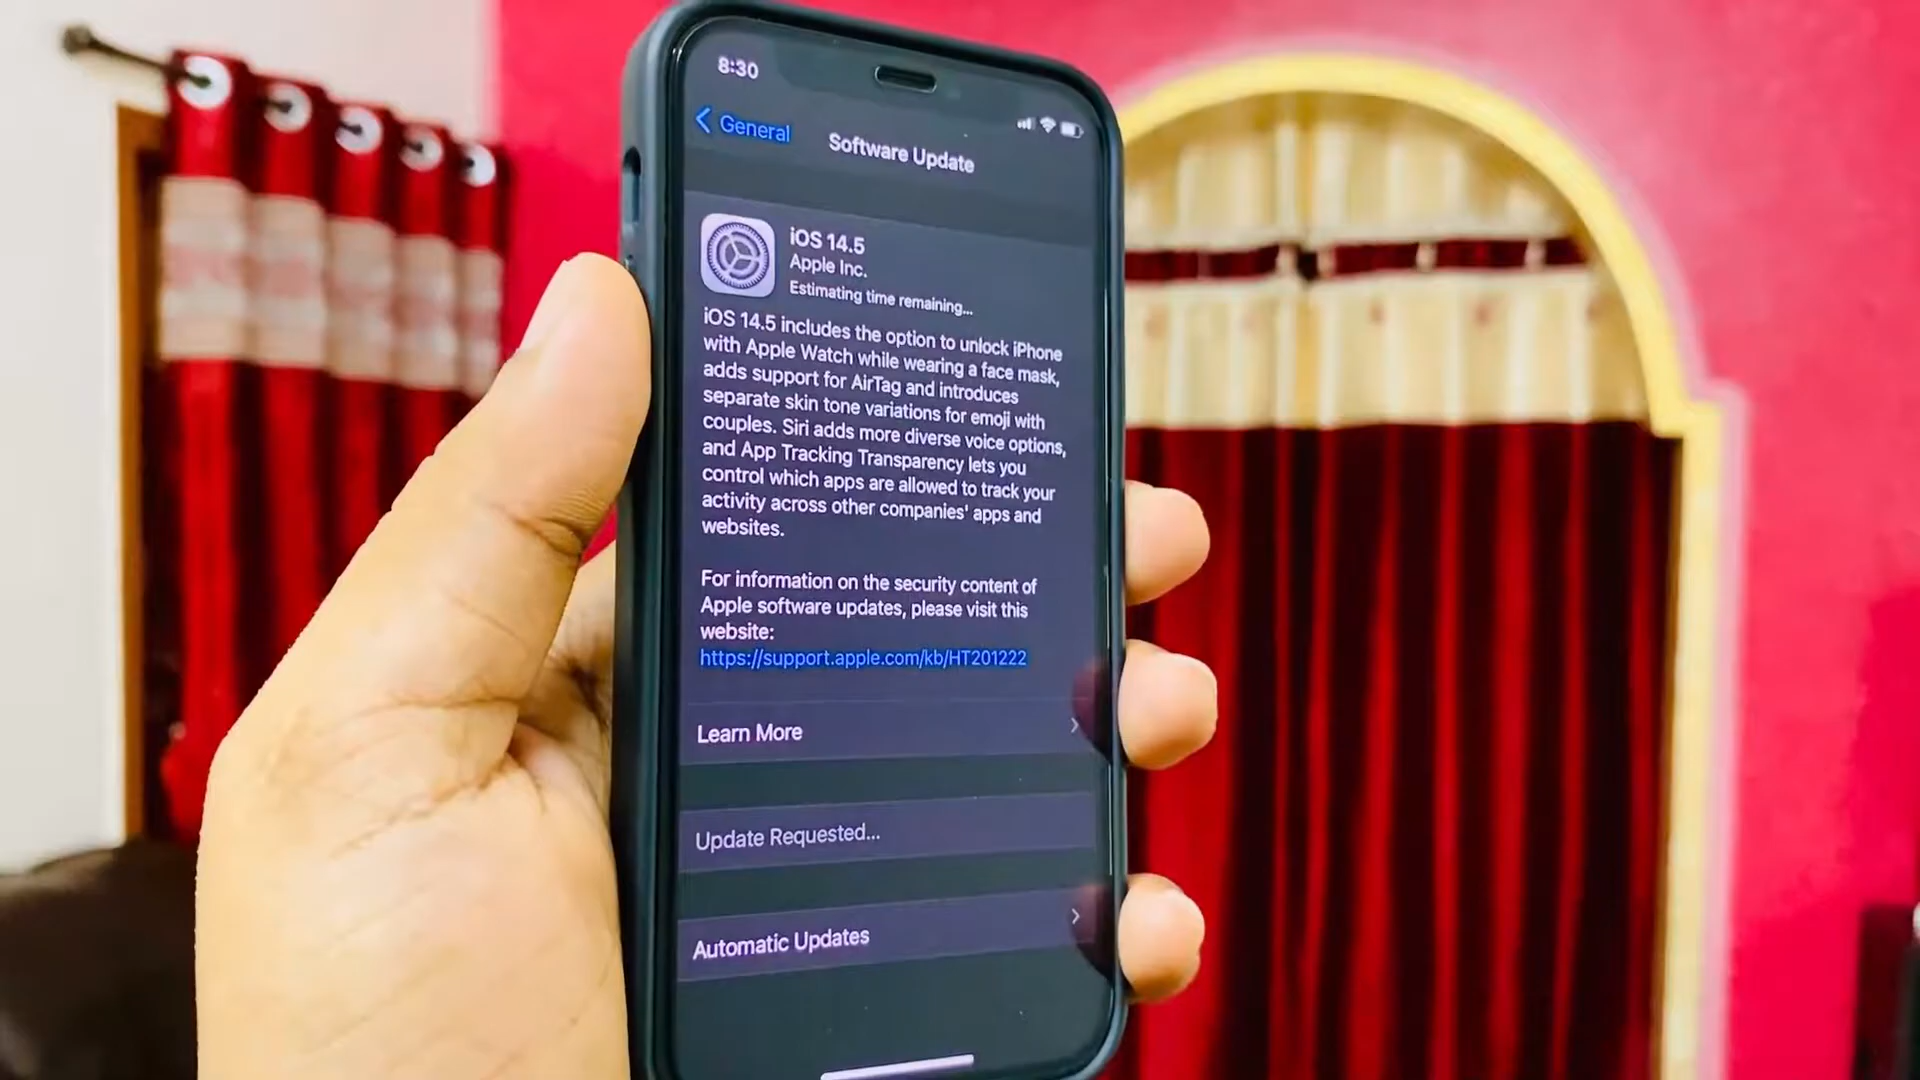 8:30
General
Software Update
iOS 14.5
Apple Inc.
Estimating time remaining...
iOS 14.5 includes the option to unlock iPhone
with Apple Watch while wearing a face mask,
adds support for AirTag and introduces
separate skin tone variations for emoji with
couples. Siri adds more diverse voice options,
and App Tracking Transparency lets you
control which apps are allowed to track your
activity across other companies' apps and
websites.
For information on the security content of
Apple software updates, please visit this
website:
https://support.apple.com/kb/HT201222
Learn More
Update Requested...
Automatic Updates